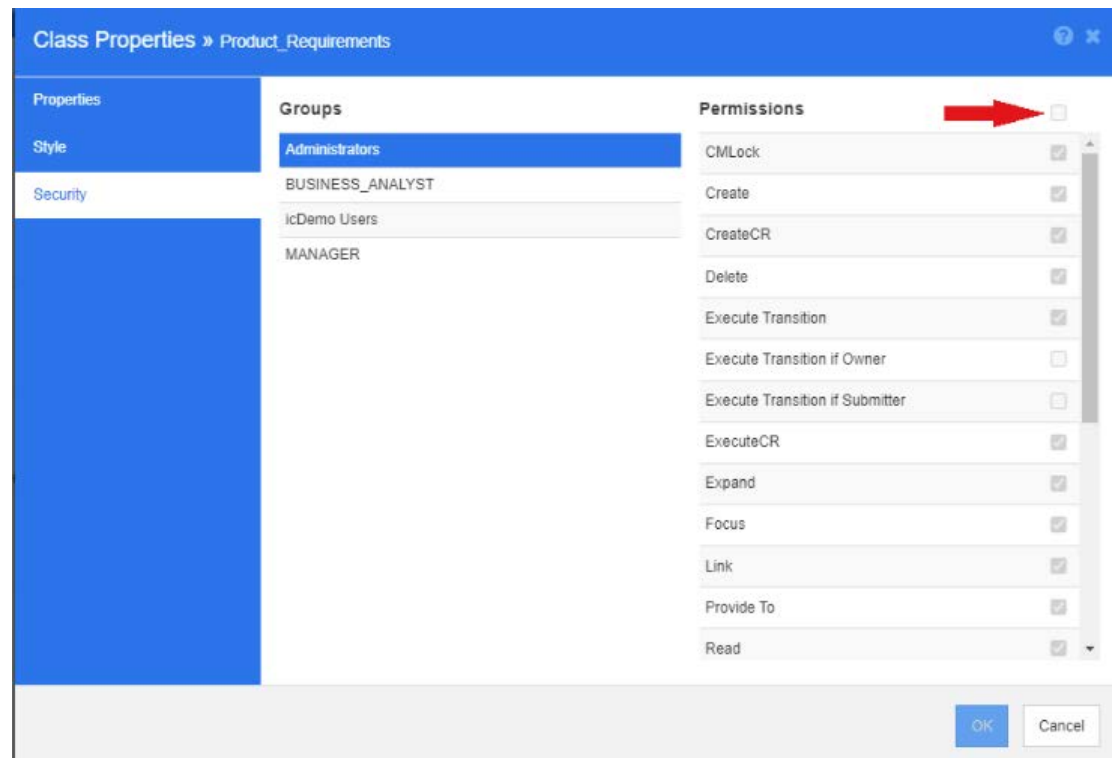 Class Properties » Product_Requirements
Properties
Style
Security
Groups
Administrators
BUSINESS_ANALYST
icDemo Users
MANAGER
Permissions
CMLock
Create
CreateCR
Delete
Execute Transition
Execute Transition if Owner
Execute Transition if Submitter
ExecuteCR
Expand
Focus
Link
Provide To
Read
OK
Cancel